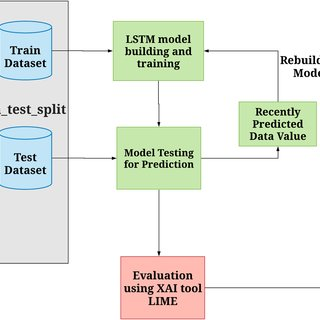 Train
Dataset
LSTM model
building and
training
Rebuild
Mode
_test_split
Recently
Predicted
Data Value
Test
Dataset
Model Testing
for Prediction
Evaluation
using XAI tool
LIME